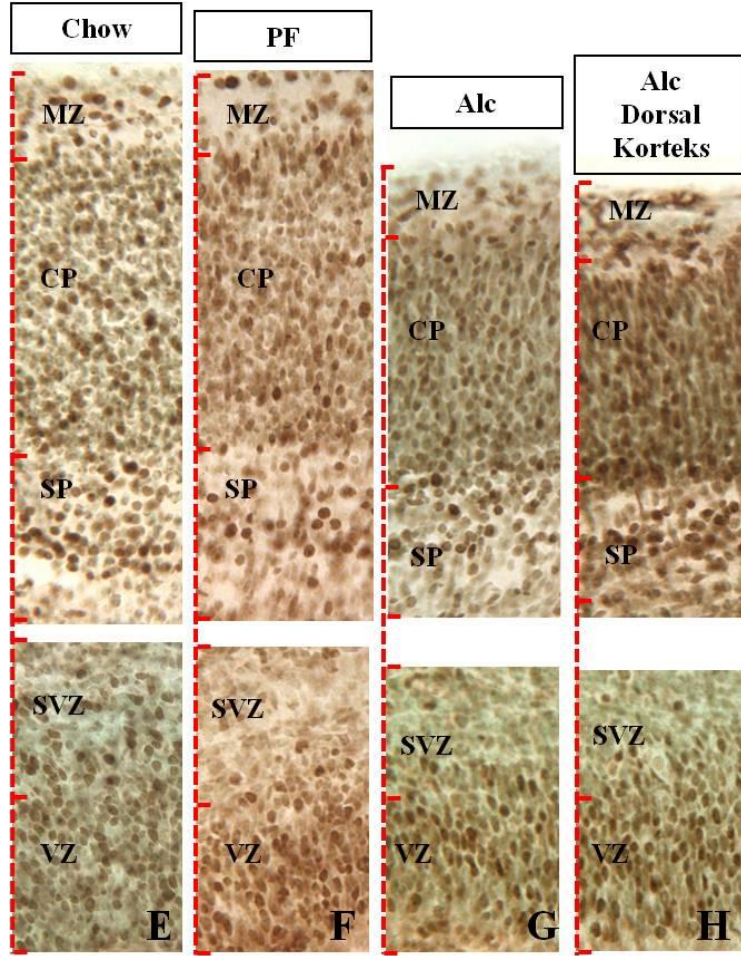 Chow
PF
Alc
Alc
Dorsal
Korteks
MZ
CP
SP
SVZ
VZ
E
MZ
CP
SP
SVZ
VZ
F
MZ
CP
SP
SVZ
VZ
G
MZ
CP
SP
SVZ
VZ
H